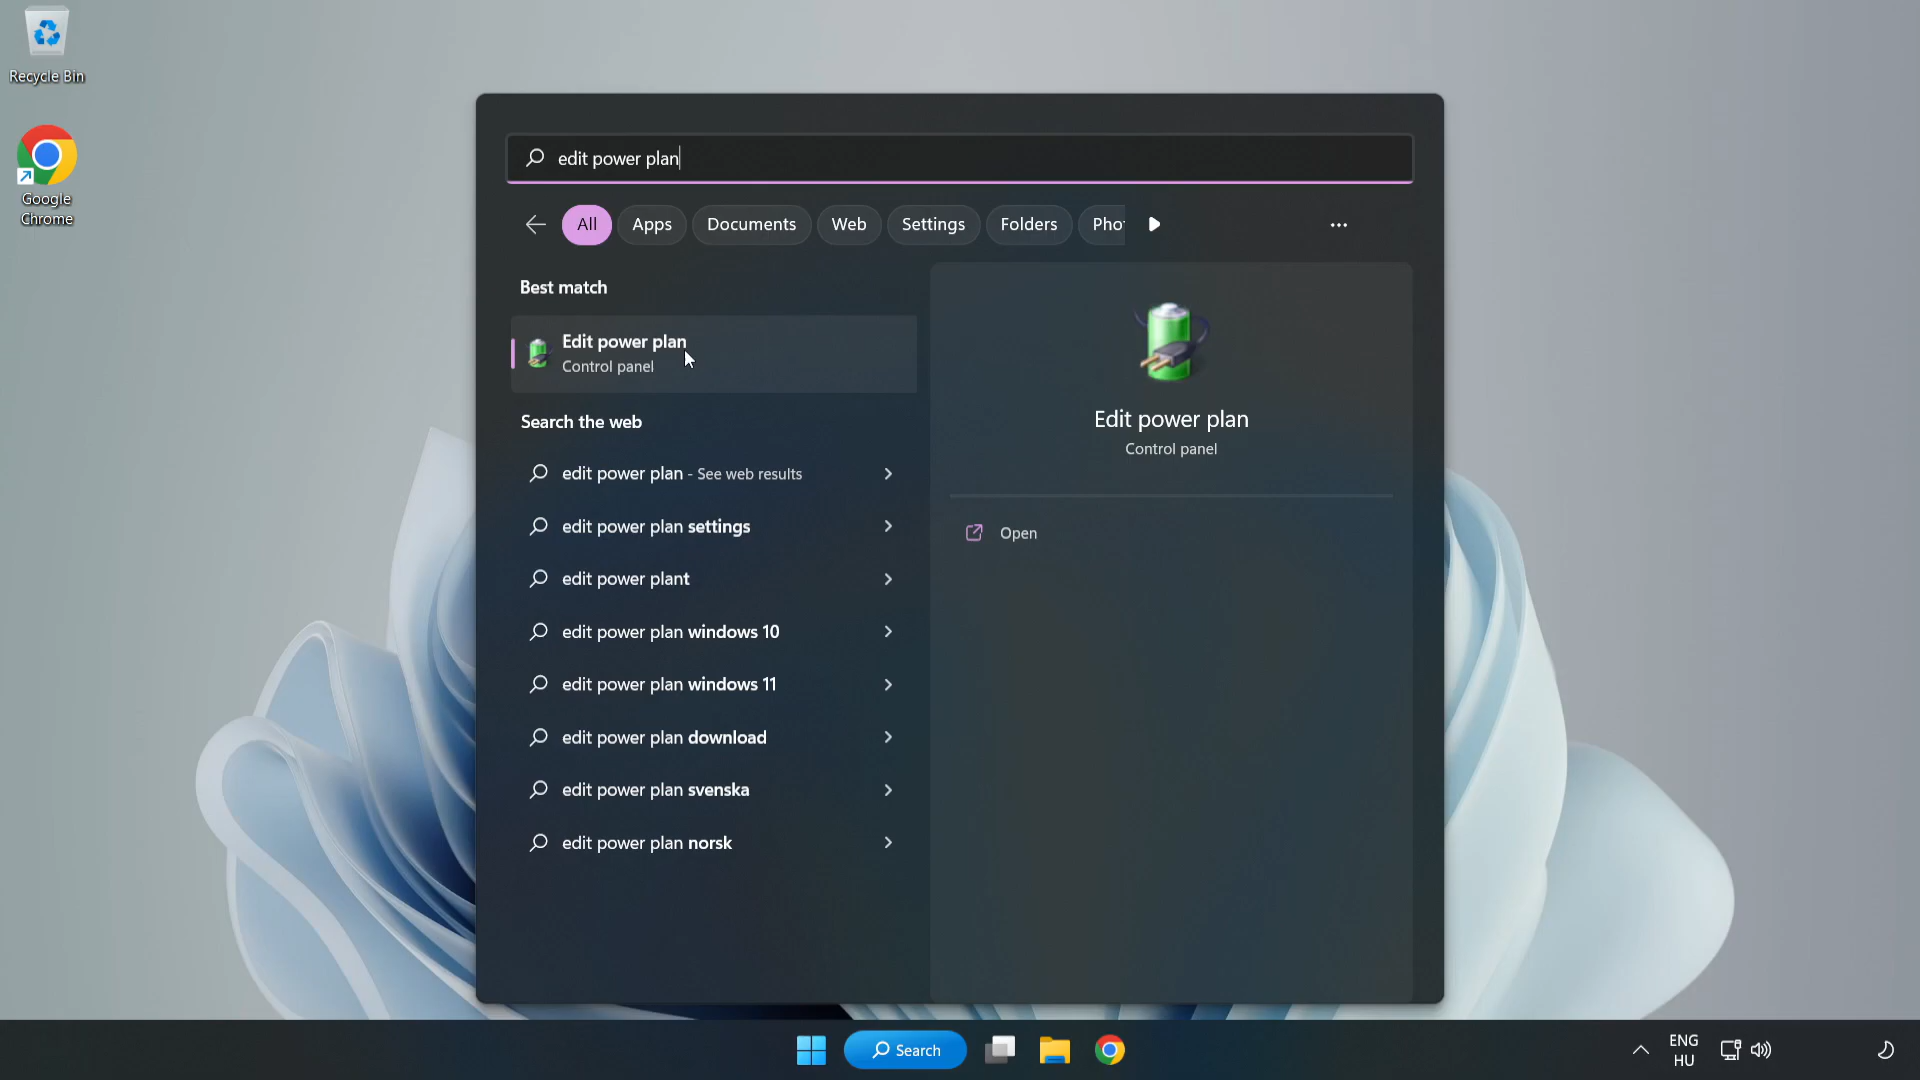 Recycle Bin
Google
Chrome
edit power plan
All Apps Documents Web Settings Folders Pho
Best match
Edit power plan
Control panel
Search the web
edit power plan - See web results
edit power plan settings
edit power plant
edit power plan windows 10
edit power plan windows 11
edit power plan download
edit power plan svenska
edit power plan norsk
Edit power plan
Control panel
Open
Search
ENG
HU